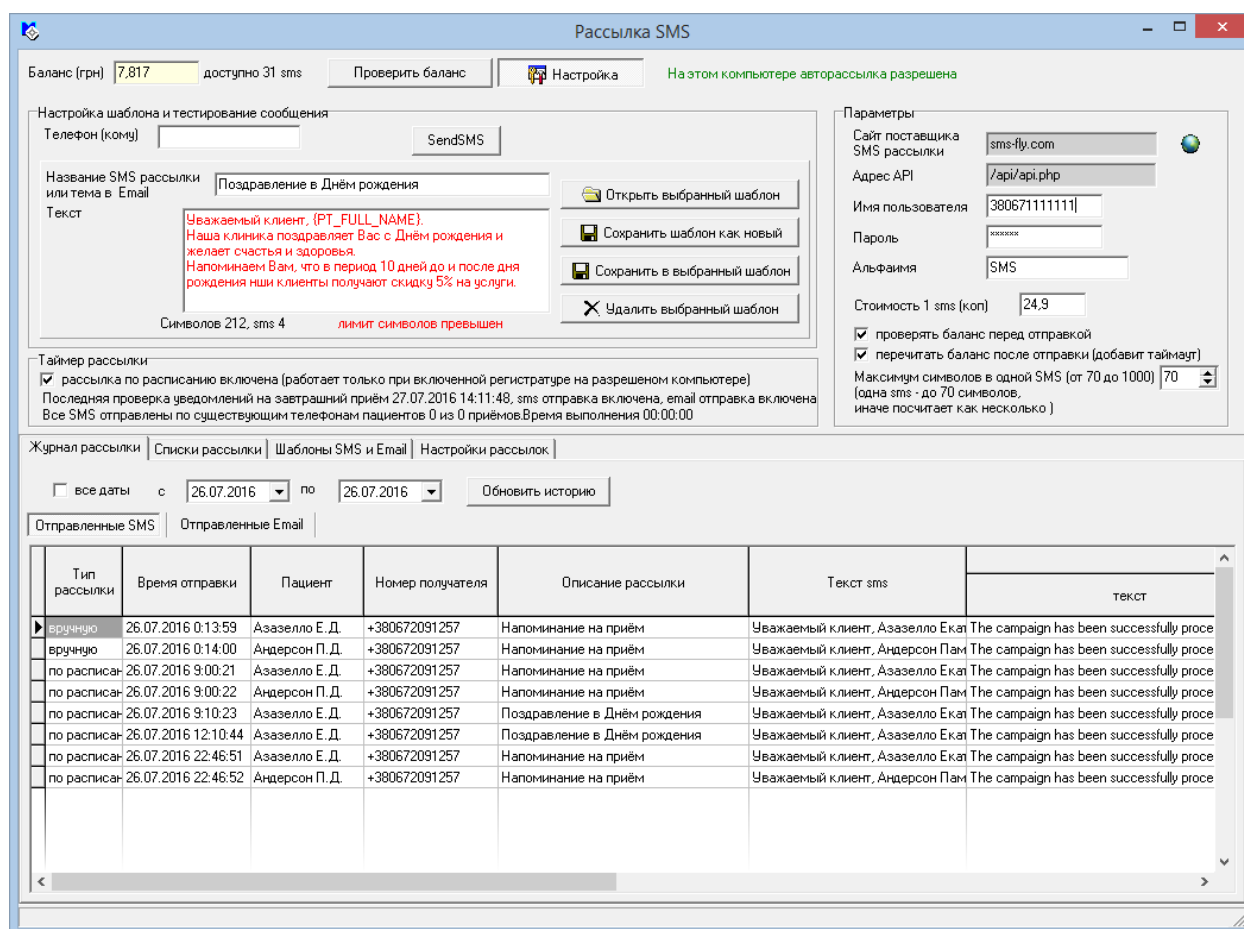 Рассылка SMS
Баланс (грн) 7,817 доступно 31 sms Проверить баланс Настройка На этом компьютере авторассылка разрешена
Настройка шаблона и тестирование сообщения
Телефон (кому) SendSMS
Название SMS рассылки
или тема в Email
Поздравление в Днём рождения
Текст
Уважаемый клиент, {PT_FULL_NAME}.
Наша клиника поздравляет Вас с Днём рождения и
желает счастья и здоровья.
Напоминаем Вам, что в период 10 дней до и после дня
рождения нши клиенты получают скидку 5% на услуги.
Символов 212, sms 4 лимит символов превышен
Открыть выбранный шаблон
Сохранить шаблон как новый
Сохранить в выбранный шаблон
Удалить выбранный шаблон
Параметры
Сайт поставщика
SMS рассылки
sms-fly.com
Адрес API /api/api.php
Имя пользователя 380671111111
Пароль xxxxxx
Альфаимя SMS
Стоимость 1 sms (коп) 24,9
проверять баланс перед отправкой
перечитать баланс после отправки (добавит таймаут)
Максимум символов в одной SMS (от 70 до 1000) 70
(одна sms - до 70 символов,
иначе посчитает как несколько )
Таймер рассылки
рассылка по расписанию включена (работает только при включенной регистратуре на разрешеном компьютере)
Последняя проверка уведомлений на завтрашний приём 27.07.2016 14:11:48, sms отправка включена, email отправка включена
Все SMS отправлены по существующим телефонам пациентов 0 из 0 приёмов.Время выполнения 00:00:00
Журнал рассылки Списки рассылки Шаблоны SMS и Email Настройки рассылок
все даты с 26.07.2016 по 26.07.2016 Обновить историю
Отправленные SMS Отправленные Email
Тип
рассылки
Время отправки Пациент Номер получателя Описание рассылки Текст sms текст
вручную 26.07.2016 0:13:59 Азазелло Е.Д. +380672091257 Напоминание на приём Уважаемый клиент, Азазелло Екат The campaign has been successfully proce
вручную 26.07.2016 0:14:00 Андерсон П.Д. +380672091257 Напоминание на приём Уважаемый клиент, Андерсон Пам The campaign has been successfully proce
по расписан 26.07.2016 9:00:21 Азазелло Е.Д. +380672091257 Напоминание на приём Уважаемый клиент, Азазелло Екат The campaign has been successfully proce
по расписан 26.07.2016 9:00:22 Андерсон П.Д. +380672091257 Напоминание на приём Уважаемый клиент, Андерсон Пам The campaign has been successfully proce
по расписан 26.07.2016 9:10:23 Азазелло Е.Д. +380672091257 Поздравление в Днём рождения Уважаемый клиент, Азазелло Екат The campaign has been successfully proce
по расписан 26.07.2016 12:10:44 Азазелло Е.Д. +380672091257 Поздравление в Днём рождения Уважаемый клиент, Азазелло Екат The campaign has been successfully proce
по расписан 26.07.2016 22:46:51 Азазелло Е.Д. +380672091257 Напоминание на приём Уважаемый клиент, Азазелло Екат The campaign has been successfully proce
по расписан 26.07.2016 22:46:52 Андерсон П.Д. +380672091257 Напоминание на приём Уважаемый клиент, Андерсон Пам The campaign has been successfully proce